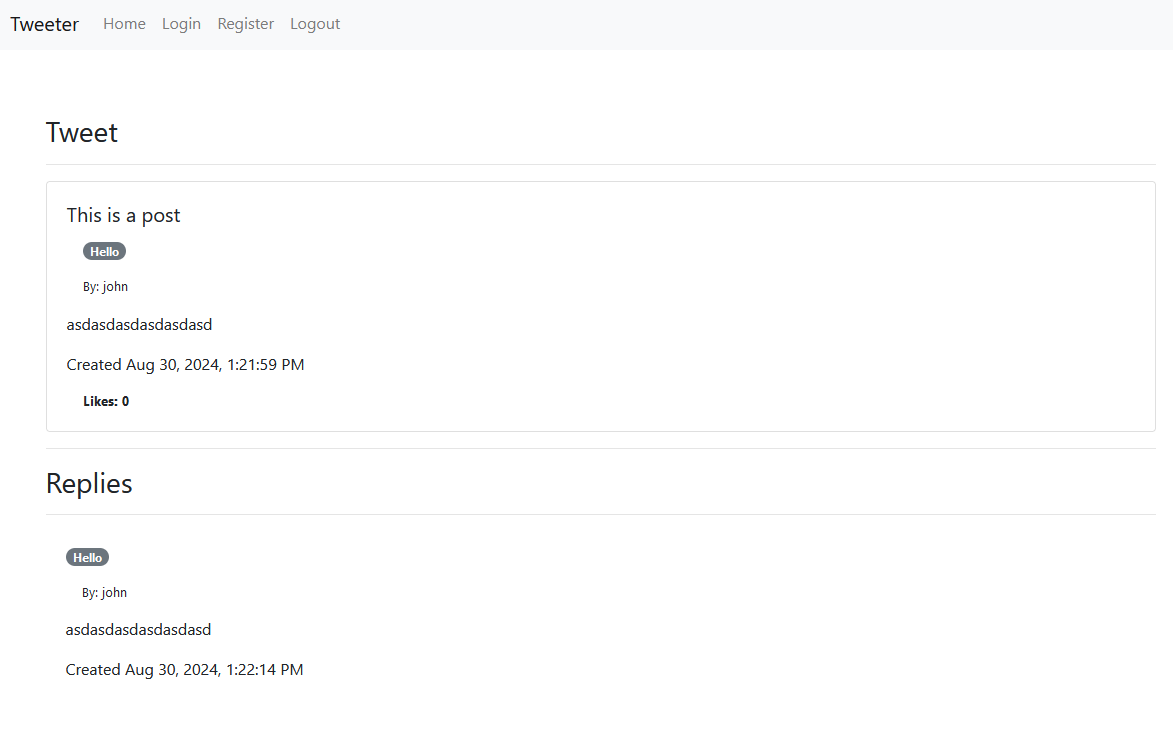 Tweeter Home Login Register Logout
Tweet
This is a post
Hello
By: john
asdasdasdasdasdasd
Created Aug 30, 2024, 1:21:59 PM
Likes: 0
Replies
Hello
By: john
asdasdasdasdasdasd
Created Aug 30, 2024, 1:22:14 PM